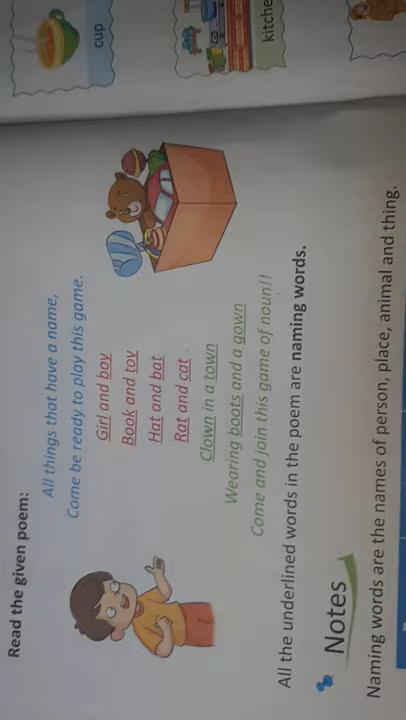 cup
kitche
Read the given poem:
All things that have a name,
Come be ready to play this game.
Girl and boy
Book and toy
Hat and bat
Rat and cat
Clown in a town
Wearing boots and a gown
Come and join this game of noun!!
All the underlined words in the poem are naming words.
Notes
Naming words are the names of person, place, animal and thing.